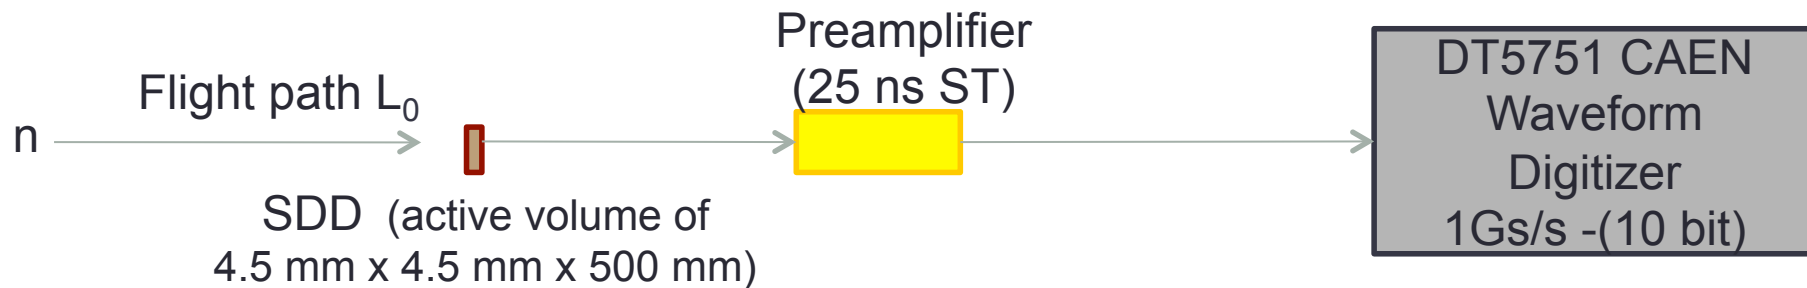 Preamplifier
(25 ns ST)
Flight path L₀
n
SDD (active volume of
4.5 mm x 4.5 mm x 500 mm)
DT5751 CAEN
Waveform
Digitizer
1Gs/s -(10 bit)